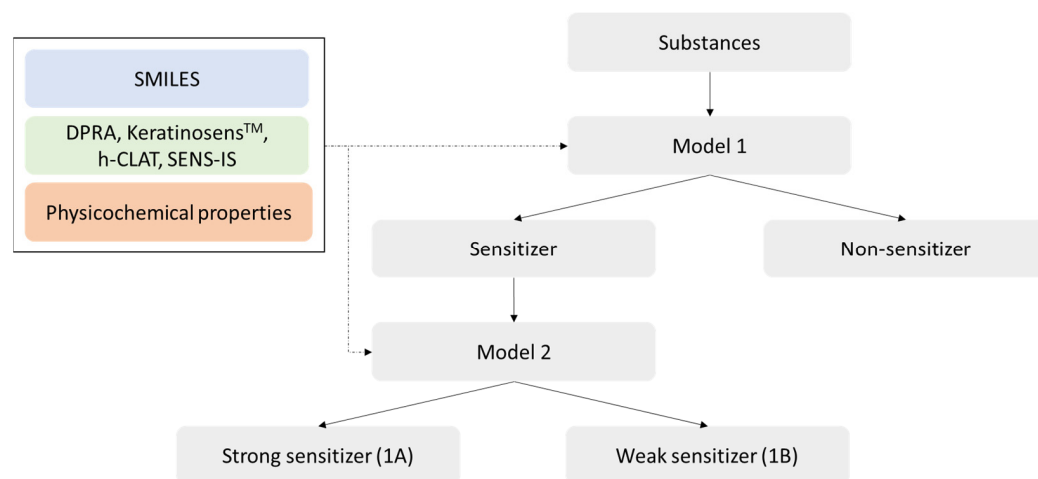 Substances
SMILES
DPRA, Keratinosens™,
h-CLAT, SENS-IS
Model 1
Physicochemical properties
Sensitizer
Non-sensitizer
Model 2
Strong sensitizer (1A)
Weak sensitizer (1B)